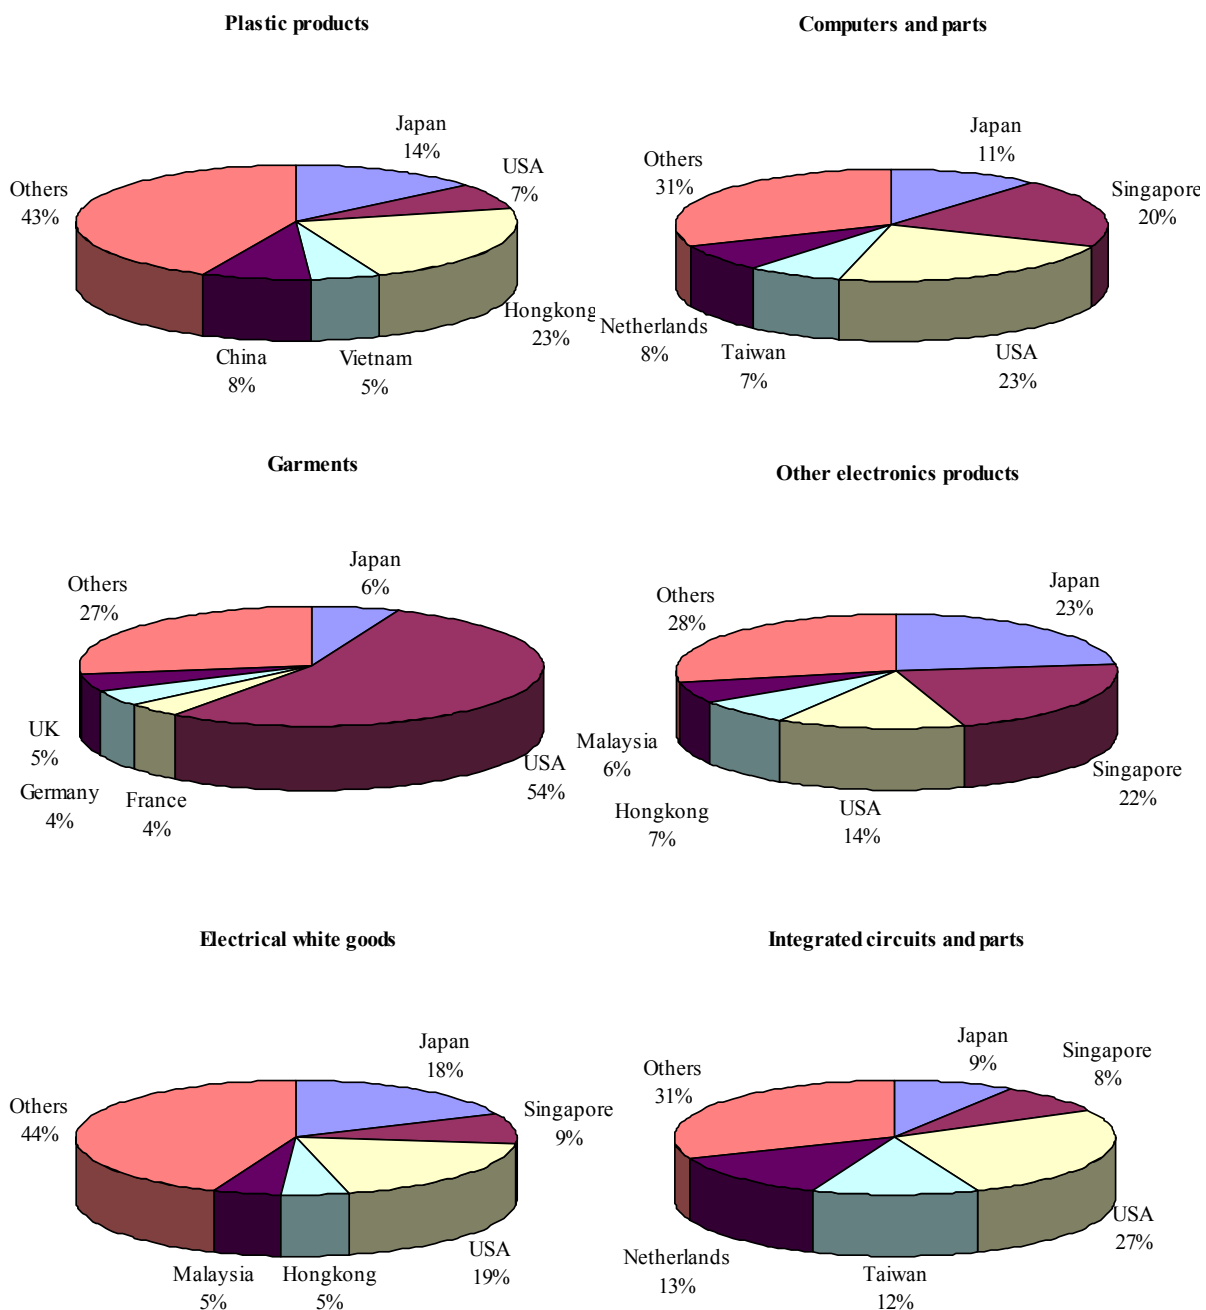 Plastic products
Japan
14%
USA
7%
Hongkong
23%
Vietnam
5%
China
8%
Others
43%
Computers and parts
Japan
11%
Singapore
20%
USA
23%
Taiwan
7%
Netherlands
8%
Others
31%
Garments
Japan
6%
USA
54%
France
4%
Germany
4%
UK
5%
Others
27%
Other electronics products
Japan
23%
Singapore
22%
USA
14%
Hongkong
7%
Malaysia
6%
Others
28%
Electrical white goods
Japan
18%
Singapore
9%
USA
19%
Hongkong
5%
Malaysia
5%
Others
44%
Integrated circuits and parts
Japan
9%
Singapore
8%
USA
27%
Taiwan
12%
Netherlands
13%
Others
31%